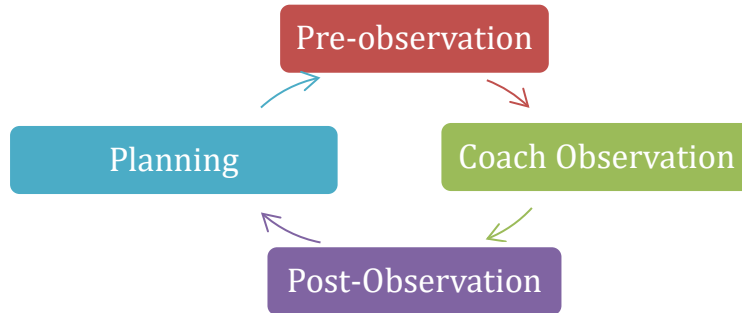 Pre-observation
Planning
Coach Observation
Post-Observation